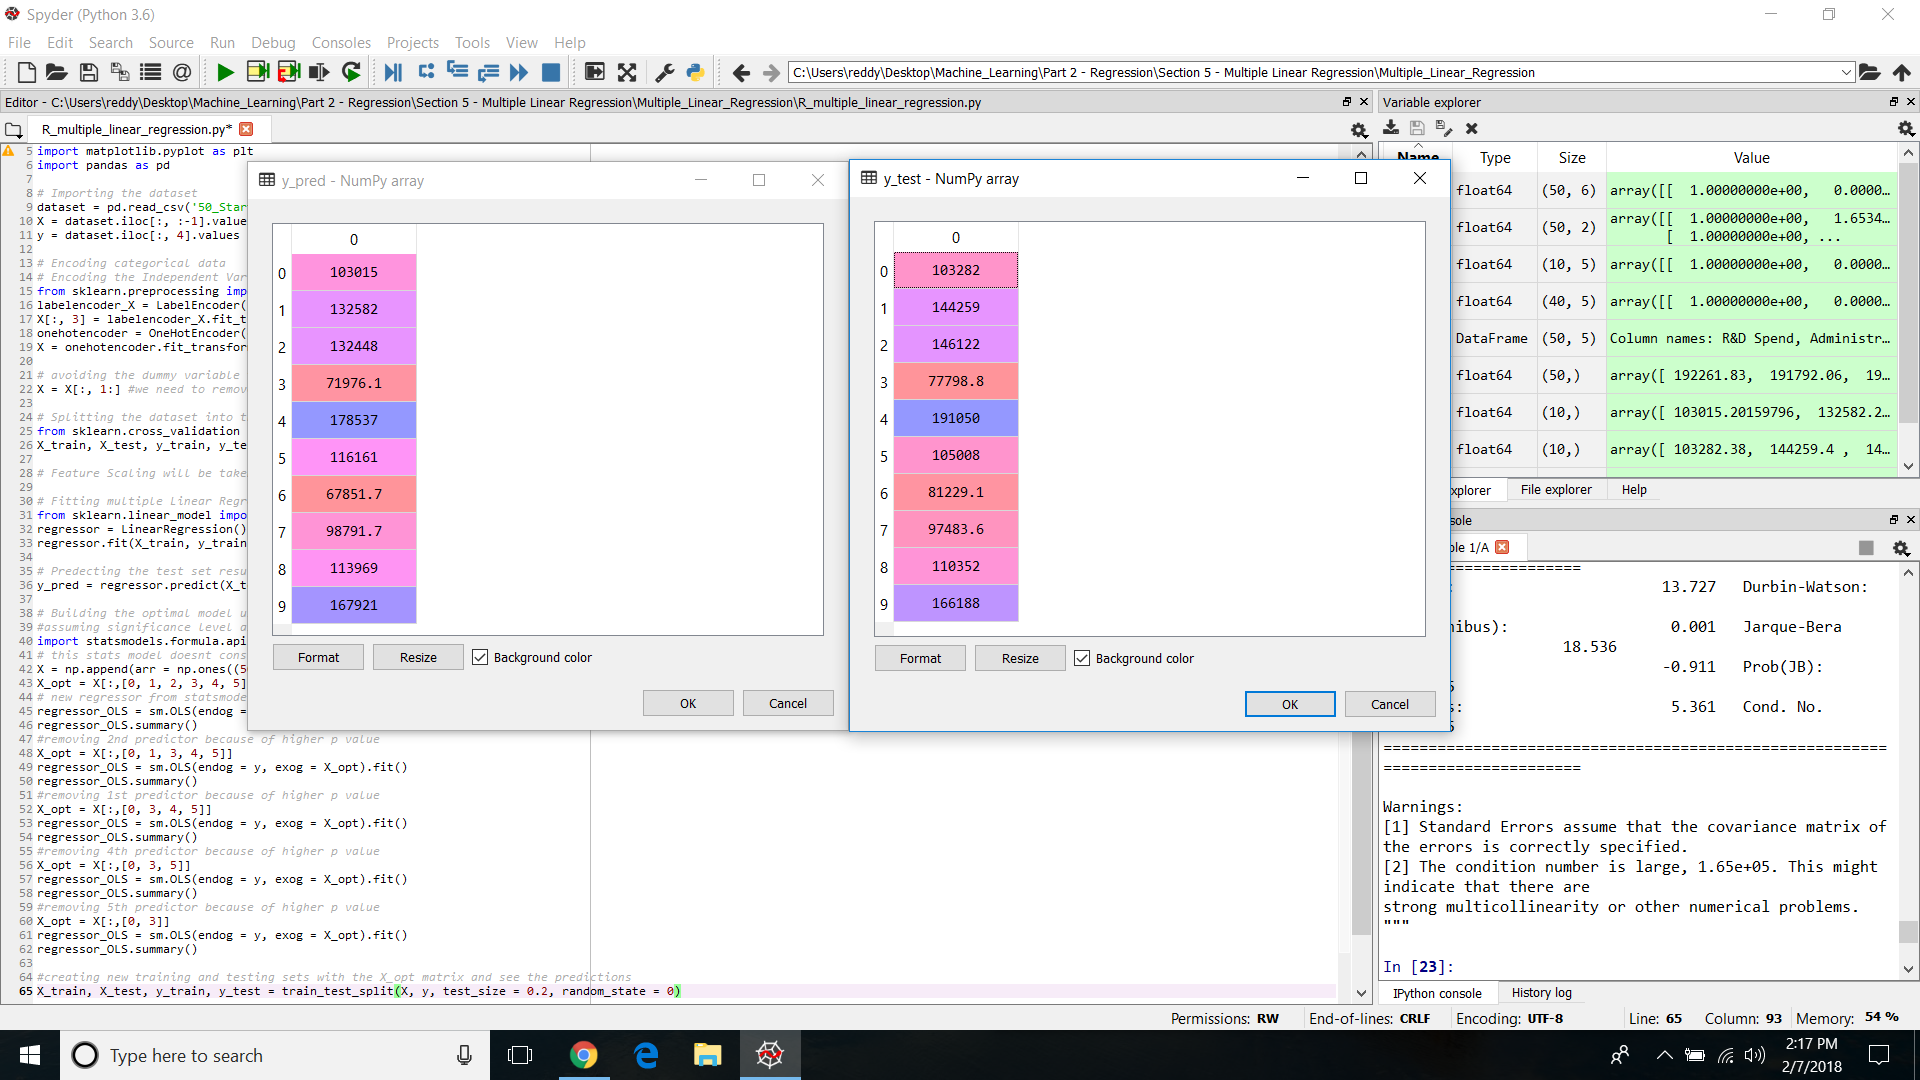 Spyder (Python 3.6)
File Edit Search Source Run Debug Consoles Projects Tools View Help
C:\Users\reddy\Desktop\Machine_Learning\Part 2 - Regression\Section 5 - Multiple Linear Regression\Multiple_Linear_Regression
Editor - C:\Users\reddy\Desktop\Machine_Learning\Part 2 - Regression\Section 5 - Multiple Linear Regression\Multiple_Linear_Regression\R_multiple_linear_regression.py
R_multiple_linear_regression.py*
5 import matplotlib.pyplot as plt
6 import pandas as pd
7
8 # Importing the dataset
9 dataset = pd.read_csv('50_Star
10 X = dataset.iloc[:, :-1].value
11 y = dataset.iloc[:, 4].values
12
13 # Encoding categorical data
14 # Encoding the Independent Var
15 from sklearn.preprocessing imp
16 labelencoder_X = LabelEncoder(
17 X[:, 3] = labelencoder_X.fit_t
18 onehotencoder = OneHotEncoder(
19 X = onehotencoder.fit_transfor
20
21 # avoiding the dummy variable
22 X = X[:, 1:] #we need to remov
23
24 # Splitting the dataset into t
25 from sklearn.cross_validation
26 X_train, X_test, y_train, y_te
27
28 # Feature Scaling will be take
29
30 # Fitting multiple Linear Regr
31 from sklearn.linear_model impo
32 regressor = LinearRegression()
33 regressor.fit(X_train, y_train
34
35 # Predecting the test set resu
36 y_pred = regressor.predict(X_t
37
38 # Building the optimal model u
39 #assuming significance level a
40 import statsmodels.formula.api
41 # this stats model doesnt cons
42 X = np.append(arr = np.ones((5
43 X_opt = X[:,[0, 1, 2, 3, 4, 5]
44 # new regressor from statsmode
45 regressor_OLS = sm.OLS(endog =
46 regressor_OLS.summary()
47 #removing 2nd predictor because of higher p value
48 X_opt = X[:,[0, 1, 3, 4, 5]]
49 regressor_OLS = sm.OLS(endog = y, exog = X_opt).fit()
50 regressor_OLS.summary()
51 #removing 1st predictor because of higher p value
52 X_opt = X[:,[0, 3, 4, 5]]
53 regressor_OLS = sm.OLS(endog = y, exog = X_opt).fit()
54 regressor_OLS.summary()
55 #removing 4th predictor because of higher p value
56 X_opt = X[:,[0, 3, 5]]
57 regressor_OLS = sm.OLS(endog = y, exog = X_opt).fit()
58 regressor_OLS.summary()
59 #removing 5th predictor because of higher p value
60 X_opt = X[:,[0, 3]]
61 regressor_OLS = sm.OLS(endog = y, exog = X_opt).fit()
62 regressor_OLS.summary()
63
64 #creating new training and testing sets with the X_opt matrix and see the predictions
65 X_train, X_test, y_train, y_test = train_test_split(X, y, test_size = 0.2, random_state = 0)
y_pred - NumPy array
0
0 103015
1 132582
2 132448
3 71976.1
4 178537
5 116161
6 67851.7
7 98791.7
8 113969
9 167921
Format Resize Background color
OK Cancel
y_test - NumPy array
0
0 103282
1 144259
2 146122
3 77798.8
4 191050
5 105008
6 81229.1
7 97483.6
8 110352
9 166188
Format Resize Background color
OK Cancel
Variable explorer
Name Type Size Value
float64 (50, 6) array([[ 1.00000000e+00, 0.0000…
float64 (50, 2) array([[ 1.00000000e+00, 1.6534…
[ 1.00000000e+00, ...
float64 (10, 5) array([[ 1.00000000e+00, 0.0000…
float64 (40, 5) array([[ 1.00000000e+00, 0.0000…
DataFrame (50, 5) Column names: R&D Spend, Administr…
float64 (50,) array([ 192261.83, 191792.06, 19…
float64 (10,) array([ 103015.20159796, 132582.2…
float64 (10,) array([ 103282.38, 144259.4 , 14…
xplorer File explorer Help
sole
ole 1/A
======================
: 13.727 Durbin-Watson:
nibus): 0.001 Jarque-Bera
18.536
-0.911 Prob(JB):
5
: 5.361 Cond. No.
5
========================================================
======================
Warnings:
[1] Standard Errors assume that the covariance matrix of
the errors is correctly specified.
[2] The condition number is large, 1.65e+05. This might
indicate that there are
strong multicollinearity or other numerical problems.
"""
In [23]:
IPython console History log
Permissions: RW End-of-lines: CRLF Encoding: UTF-8 Line: 65 Column: 93 Memory: 54 %
Type here to search
2:17 PM
2/7/2018